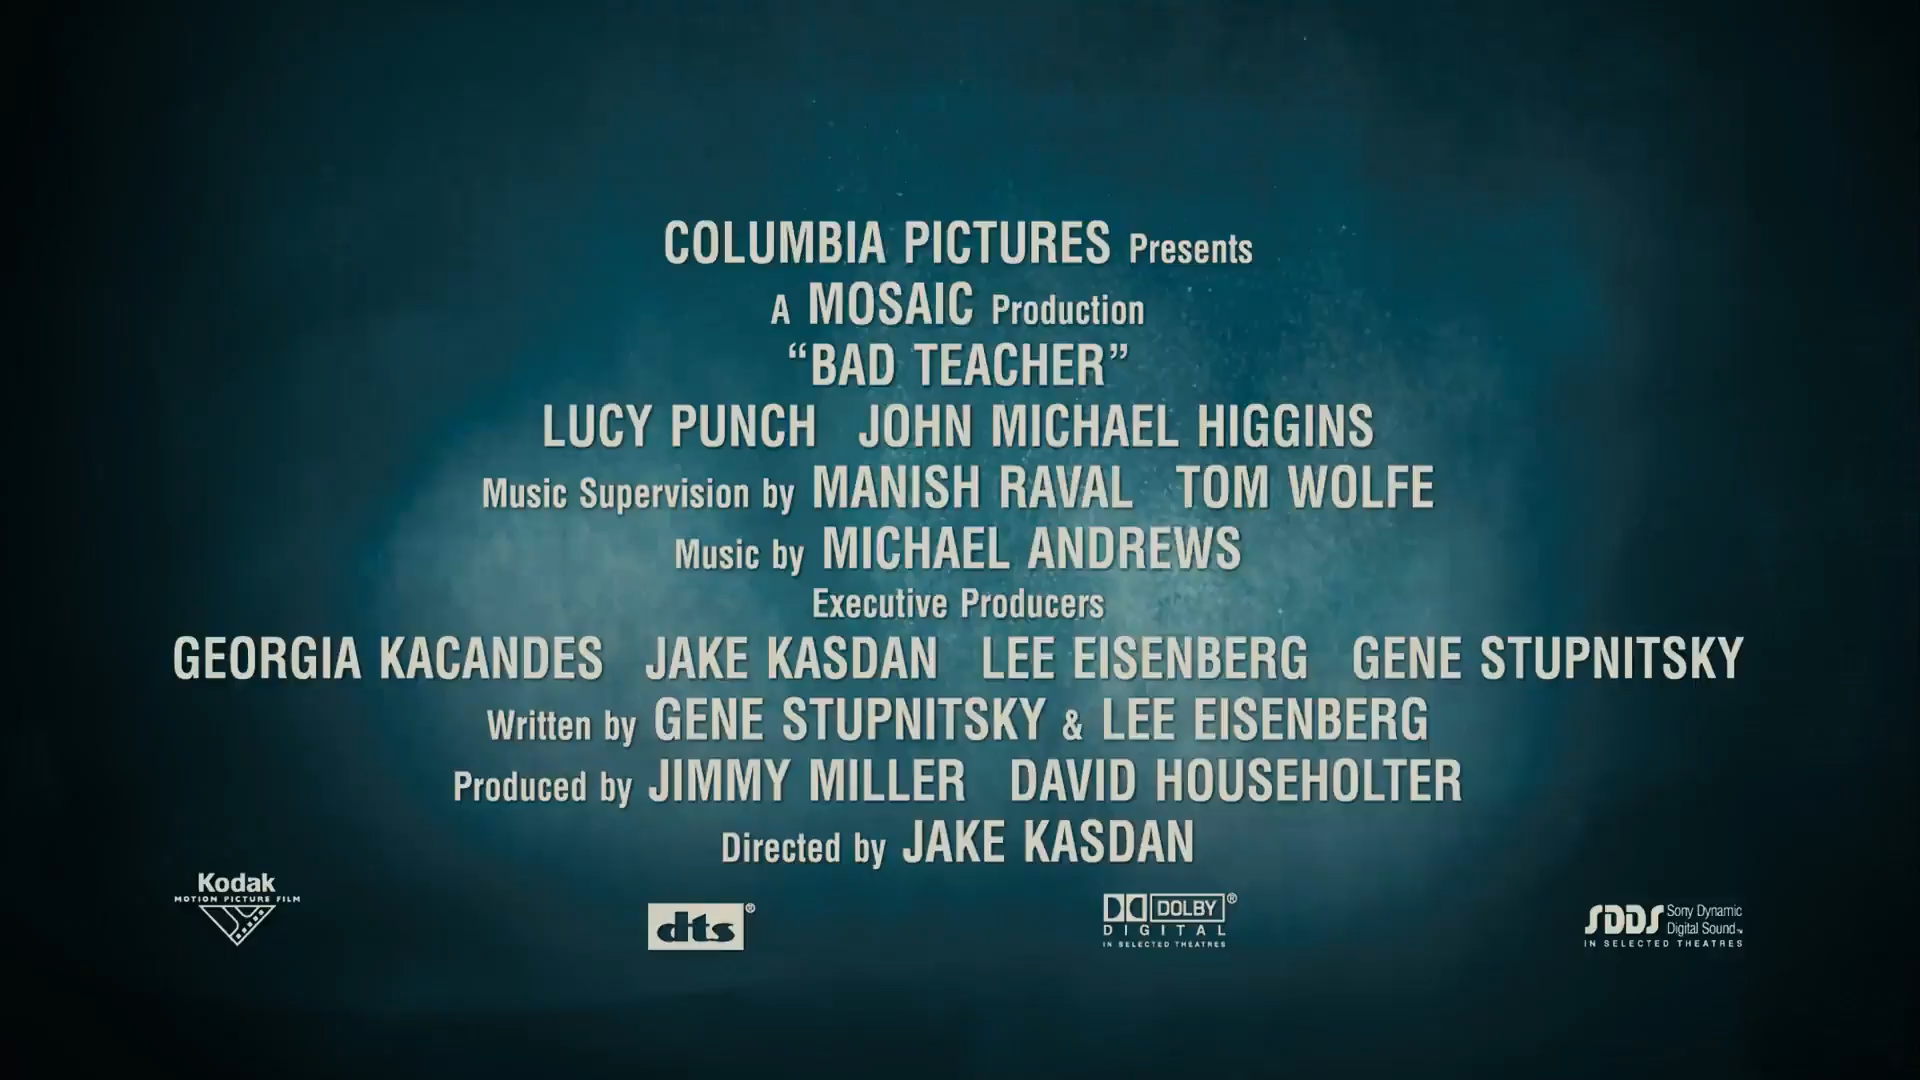 COLUMBIA PICTURES Presents
A MOSAIC Production
“BAD TEACHER”
LUCY PUNCH JOHN MICHAEL HIGGINS
Music Supervision by MANISH RAVAL TOM WOLFE
Music by MICHAEL ANDREWS
Executive Producers
GEORGIA KACANDES JAKE KASDAN LEE EISENBERG GENE STUPNITSKY
Written by GENE STUPNITSKY & LEE EISENBERG
Produced by JIMMY MILLER DAVID HOUSEHOLTER
Directed by JAKE KASDAN
Kodak
MOTION PICTURE FILM
dts®
DOLBY®
DIGITAL
IN SELECTED THEATRES
SDDS Sony Dynamic
Digital Sound™
IN SELECTED THEATRES